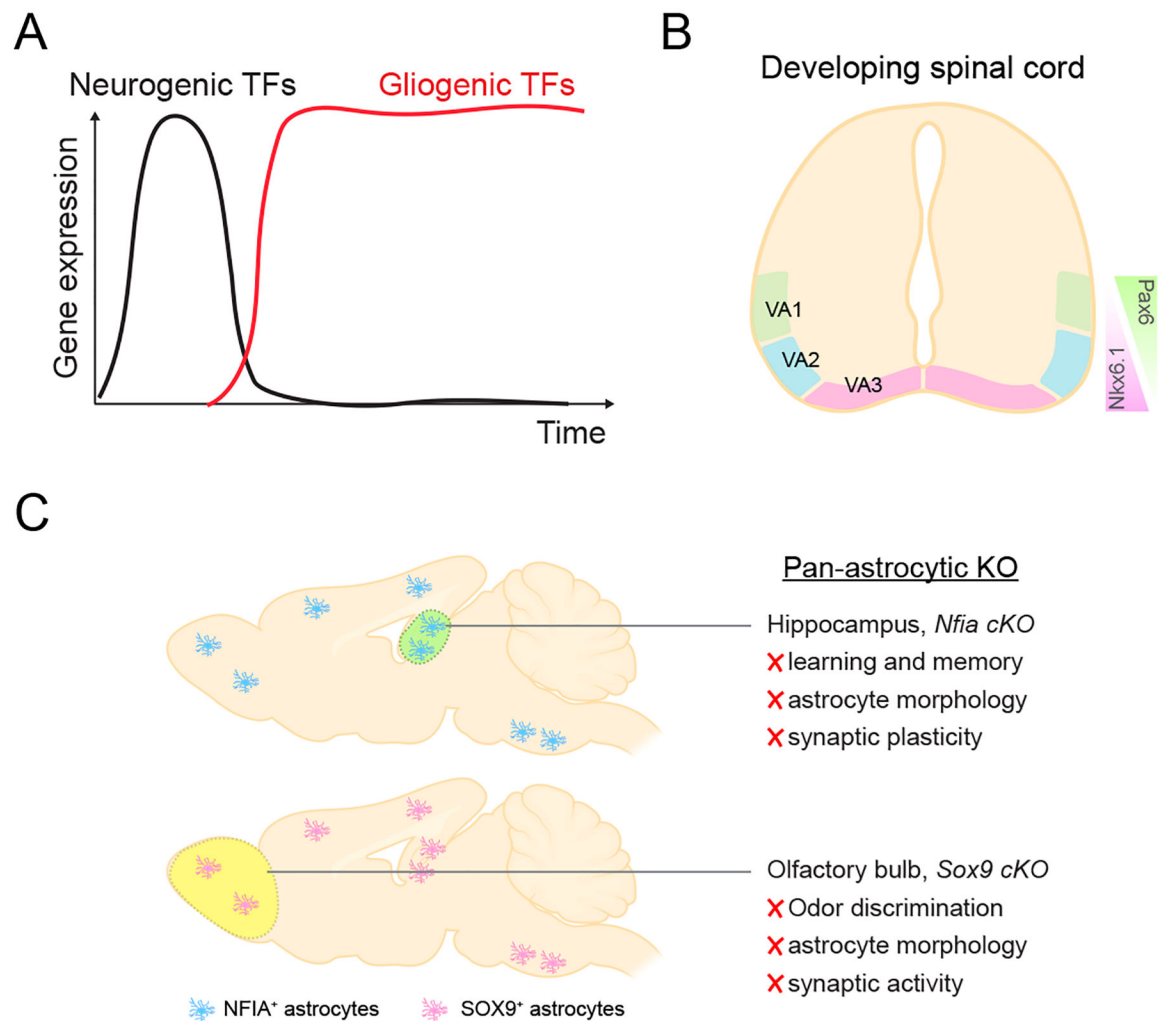 A
Neurogenic TFs
Gliogenic TFs
Gene expression
Time
B
Developing spinal cord
VA1
VA2
VA3
Pax6
Nkx6.1
C
Pan-astrocytic KO
Hippocampus, Nfia cKO
✗ learning and memory
✗ astrocyte morphology
✗ synaptic plasticity
Olfactory bulb, Sox9 cKO
✗ Odor discrimination
✗ astrocyte morphology
✗ synaptic activity
NFIA⁺ astrocytes
SOX9⁺ astrocytes